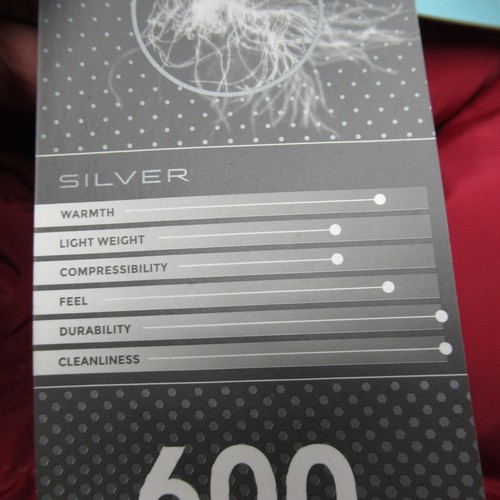 SILVER
WARMTH
LIGHT WEIGHT
COMPRESSIBILITY
FEEL
DURABILITY
CLEANLINESS
600